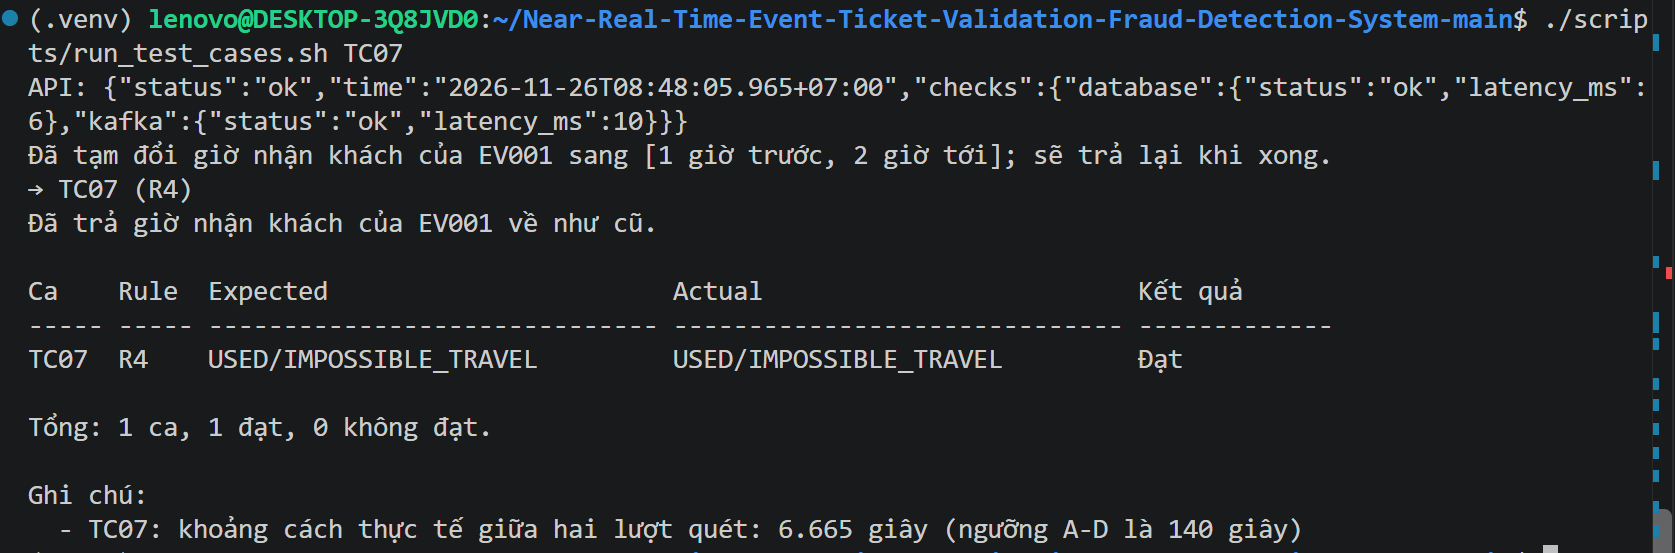 (.venv) lenovo@DESKTOP-3Q8JVD0:~/Near-Real-Time-Event-Ticket-Validation-Fraud-Detection-System-main$ ./scrip
ts/run_test_cases.sh TC07
API: {"status":"ok","time":"2026-11-26T08:48:05.965+07:00","checks":{"database":{"status":"ok","latency_ms":
6},"kafka":{"status":"ok","latency_ms":10}}}
Đã tạm đổi giờ nhận khách của EV001 sang [1 giờ trước, 2 giờ tới]; sẽ trả lại khi xong.
→ TC07 (R4)
Đã trả giờ nhận khách của EV001 về như cũ.
Ca    Rule  Expected                       Actual                         Kết quả
----- ----- ------------------------------ ------------------------------ -------------
TC07  R4    USED/IMPOSSIBLE_TRAVEL         USED/IMPOSSIBLE_TRAVEL         Đạt
Tổng: 1 ca, 1 đạt, 0 không đạt.
Ghi chú:
  - TC07: khoảng cách thực tế giữa hai lượt quét: 6.665 giây (ngưỡng A-D là 140 giây)